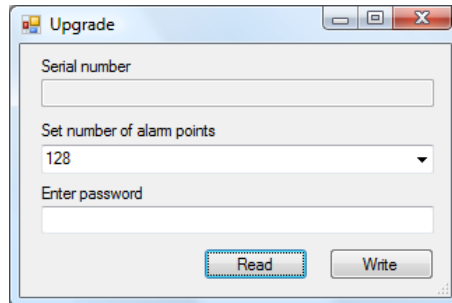 Upgrade
Serial number
Set number of alarm points
128
Enter password
Read Write